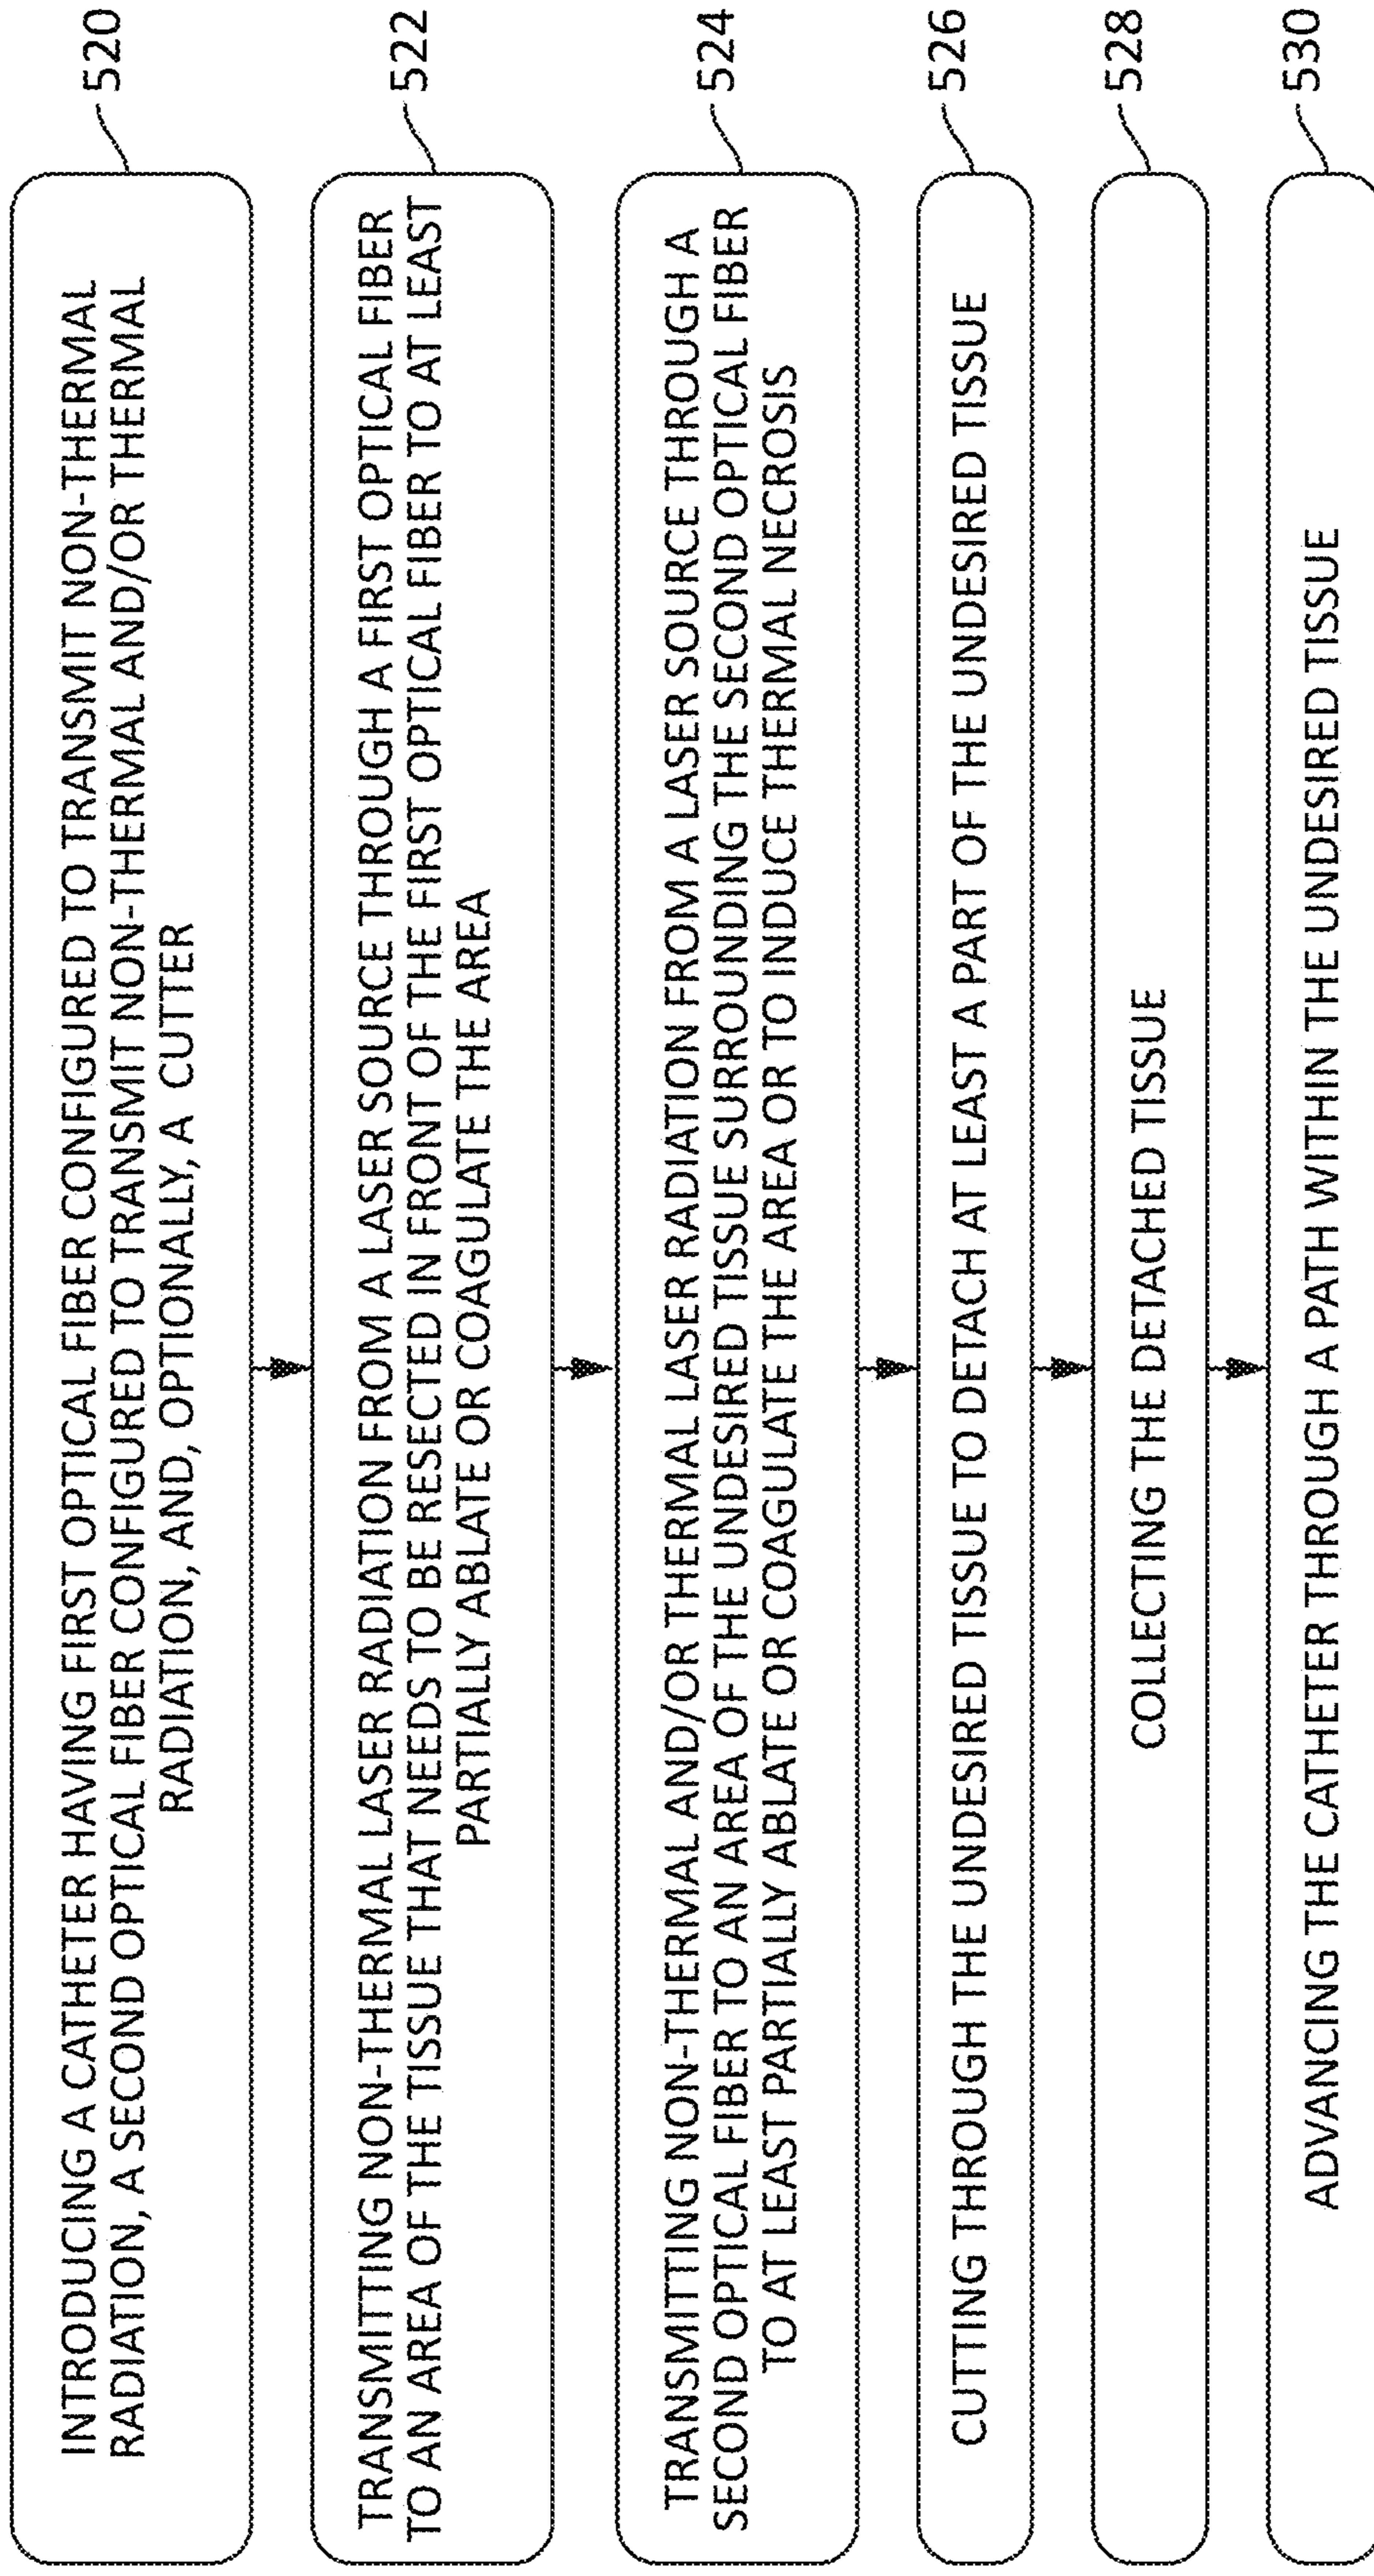 INTRODUCING A CATHETER HAVING FIRST OPTICAL FIBER CONFIGURED TO TRANSMIT NON-THERMAL
RADIATION, A SECOND OPTICAL FIBER CONFIGURED TO TRANSMIT NON-THERMAL AND/OR THERMAL
RADIATION, AND, OPTIONALLY, A CUTTER
520
TRANSMITTING NON-THERMAL LASER RADIATION FROM A LASER SOURCE THROUGH A FIRST OPTICAL FIBER
TO AN AREA OF THE TISSUE THAT NEEDS TO BE RESECTED IN FRONT OF THE FIRST OPTICAL FIBER TO AT LEAST
PARTIALLY ABLATE OR COAGULATE THE AREA
522
TRANSMITTING NON-THERMAL AND/OR THERMAL LASER RADIATION FROM A LASER SOURCE THROUGH A
SECOND OPTICAL FIBER TO AN AREA OF THE UNDESIRED TISSUE SURROUNDING THE SECOND OPTICAL FIBER
TO AT LEAST PARTIALLY ABLATE OR COAGULATE THE AREA OR TO INDUCE THERMAL NECROSIS
524
CUTTING THROUGH THE UNDESIRED TISSUE TO DETACH AT LEAST A PART OF THE UNDESIRED TISSUE
526
COLLECTING THE DETACHED TISSUE
528
ADVANCING THE CATHETER THROUGH A PATH WITHIN THE UNDESIRED TISSUE
530